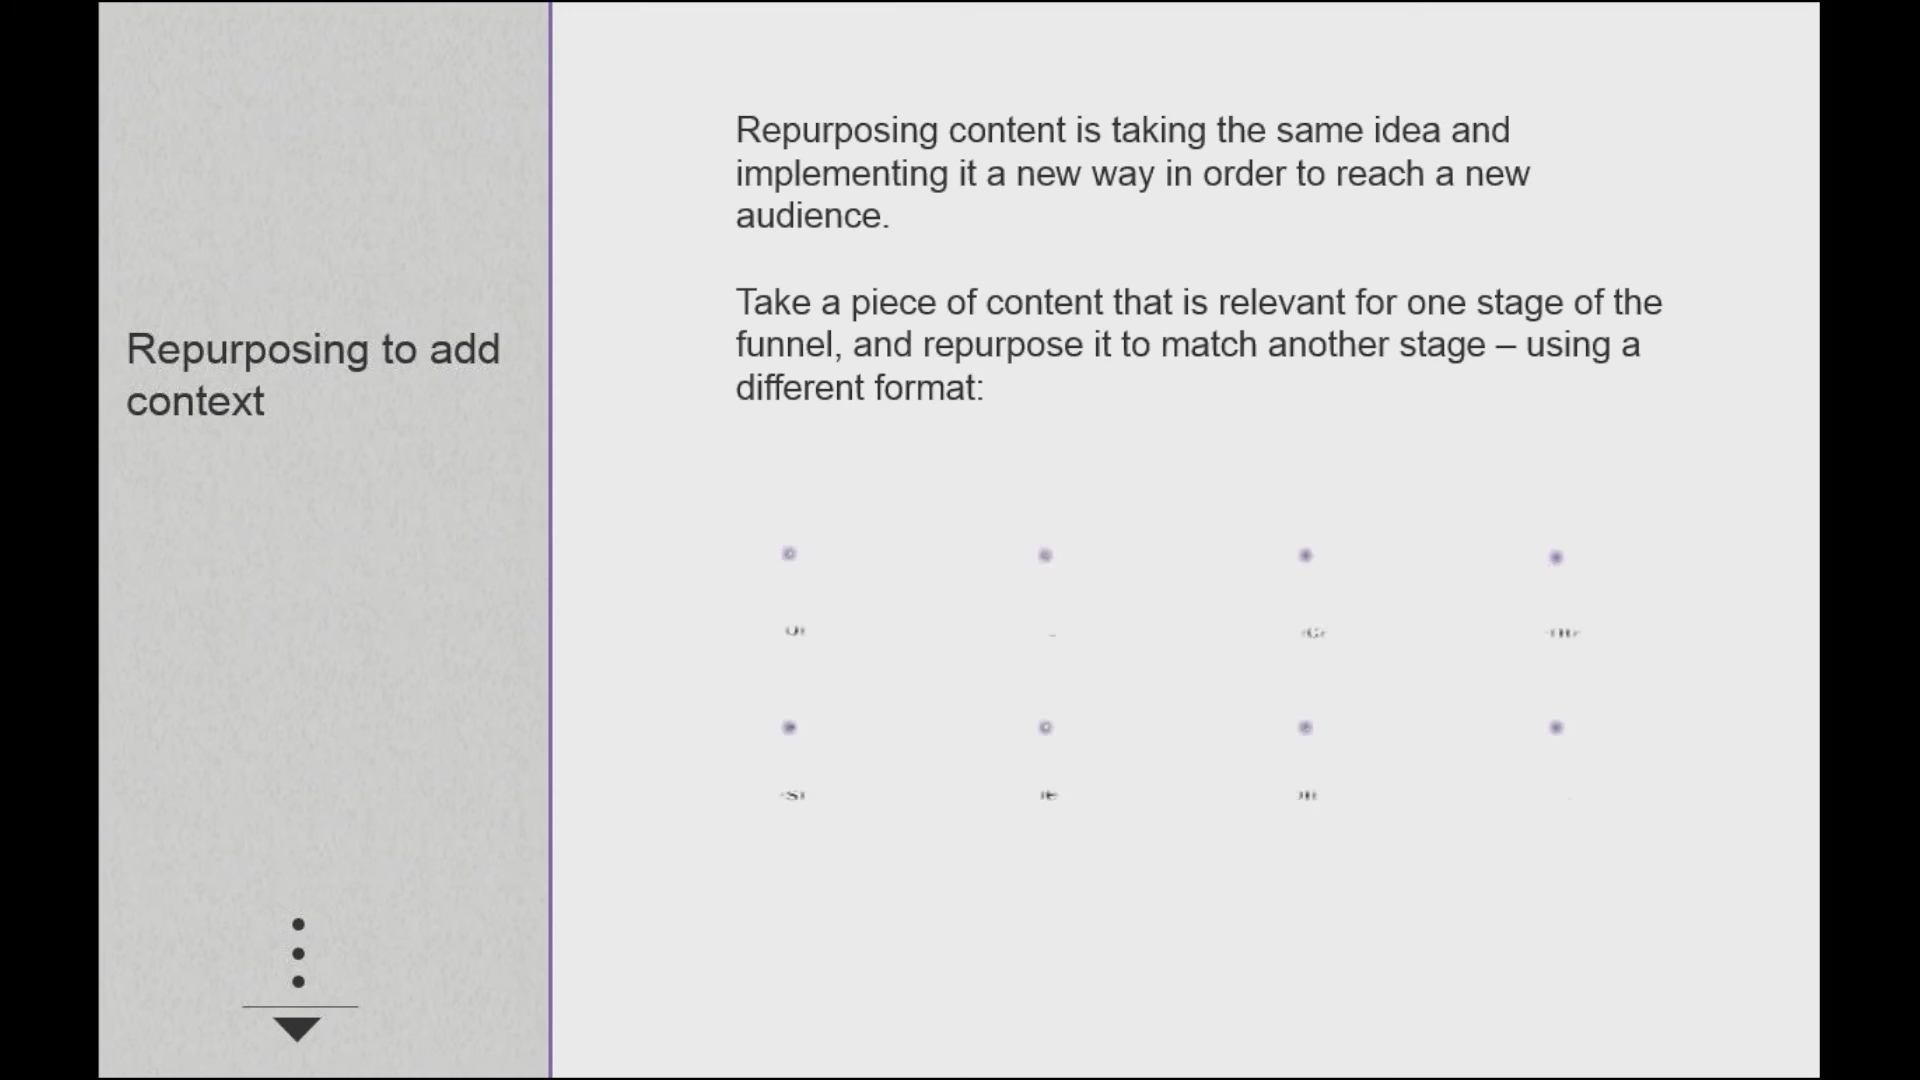 Repurposing to add
context
Repurposing content is taking the same idea and
implementing it a new way in order to reach a new
audience.
Take a piece of content that is relevant for one stage of the
funnel, and repurpose it to match another stage – using a
different format: